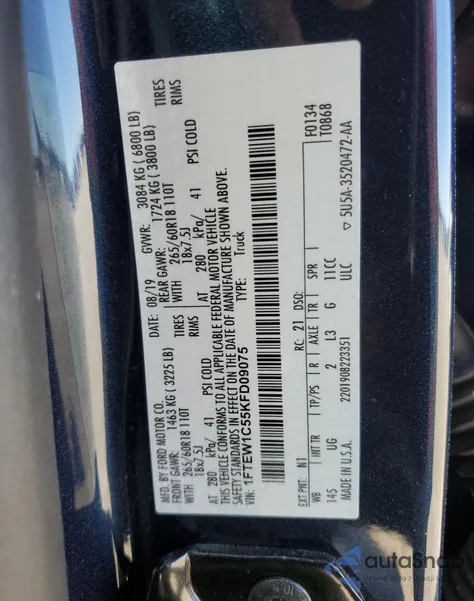 MFD. BY FORD MOTOR CO.
DATE: 08/19 GVWR: 3084 KG ( 6800 LB)
FRONT GAWR: 1463 KG ( 3225 LB) REAR GAWR: 1724 KG ( 3800 LB)
WITH 265/60R18 110T TIRES WITH 265/60R18 110T TIRES
18x7.5J RIMS 18x7.5J RIMS
AT 280 kPa/ 41 PSI COLD AT 280 kPa/ 41 PSI COLD
THIS VEHICLE CONFORMS TO ALL APPLICABLE FEDERAL MOTOR VEHICLE
SAFETY STANDARDS IN EFFECT ON THE DATE OF MANUFACTURE SHOWN ABOVE.
VIN: 1FTEW1C55KFD09075 TYPE: Truck
F0134
T0868
EXT PNT: N1 RC: 21 DSO:
WB INT TR TP/PS R AXLE TR SPR
145 UG 2 L3 G 11CC
MADE IN U.S.A. 2201908223351 ULC
▽ 5U5A-3520472-AA
autoSnap